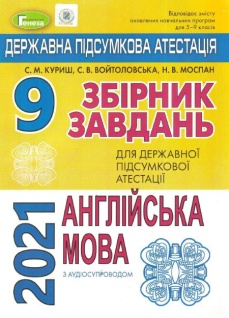 Генеза
Відповідає змісту
оновлених навчальних програм
для 5–9 класів
ДЕРЖАВНА ПІДСУМКОВА АТЕСТАЦІЯ
С. М. КУРИШ, С. В. ВОЙТОЛОВСЬКА, Н. В. МОСПАН
9 ЗБІРНИК
ЗАВДАНЬ
ДЛЯ ДЕРЖАВНОЇ
ПІДСУМКОВОЇ
АТЕСТАЦІЇ
2021
АНГЛІЙСЬКА
МОВА
З АУДІОСУПРОВОДОМ